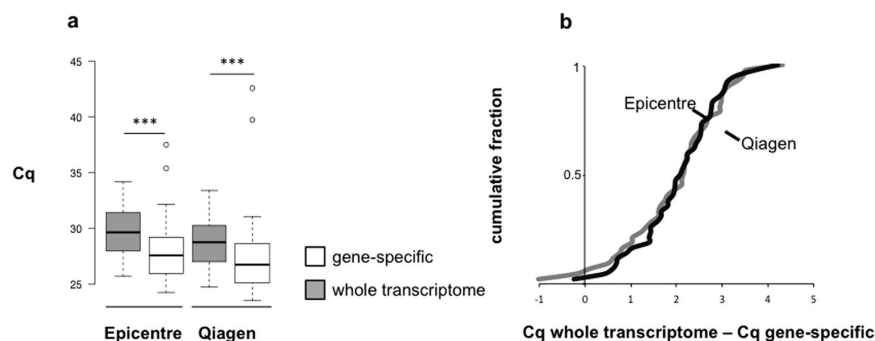 a
45
40
35
30
25
Cq
***
***
Epicentre
Qiagen
gene-specific
whole transcriptome
b
cumulative fraction
1
0.5
Epicentre
Qiagen
-1
0
1
2
3
4
5
Cq whole transcriptome – Cq gene-specific